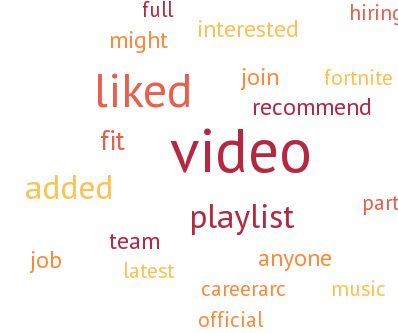 full
hiring
might
interested
liked
join
fortnite
recommend
fit
video
added
part
playlist
team
job
anyone
latest
careerarc
music
official